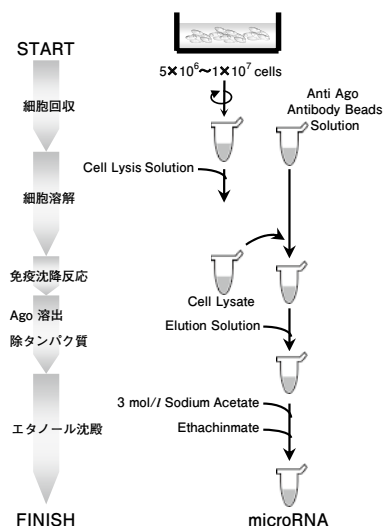 START
細胞回収
細胞溶解
免疫沈降反応
Ago 溶出
除タンパク質
エタノール沈殿
FINISH
5×10⁶~1×10⁷ cells
Anti Ago
Antibody Beads
Solution
Cell Lysis Solution
Cell Lysate
Elution Solution
3 mol/l Sodium Acetate
Ethachinmate
microRNA